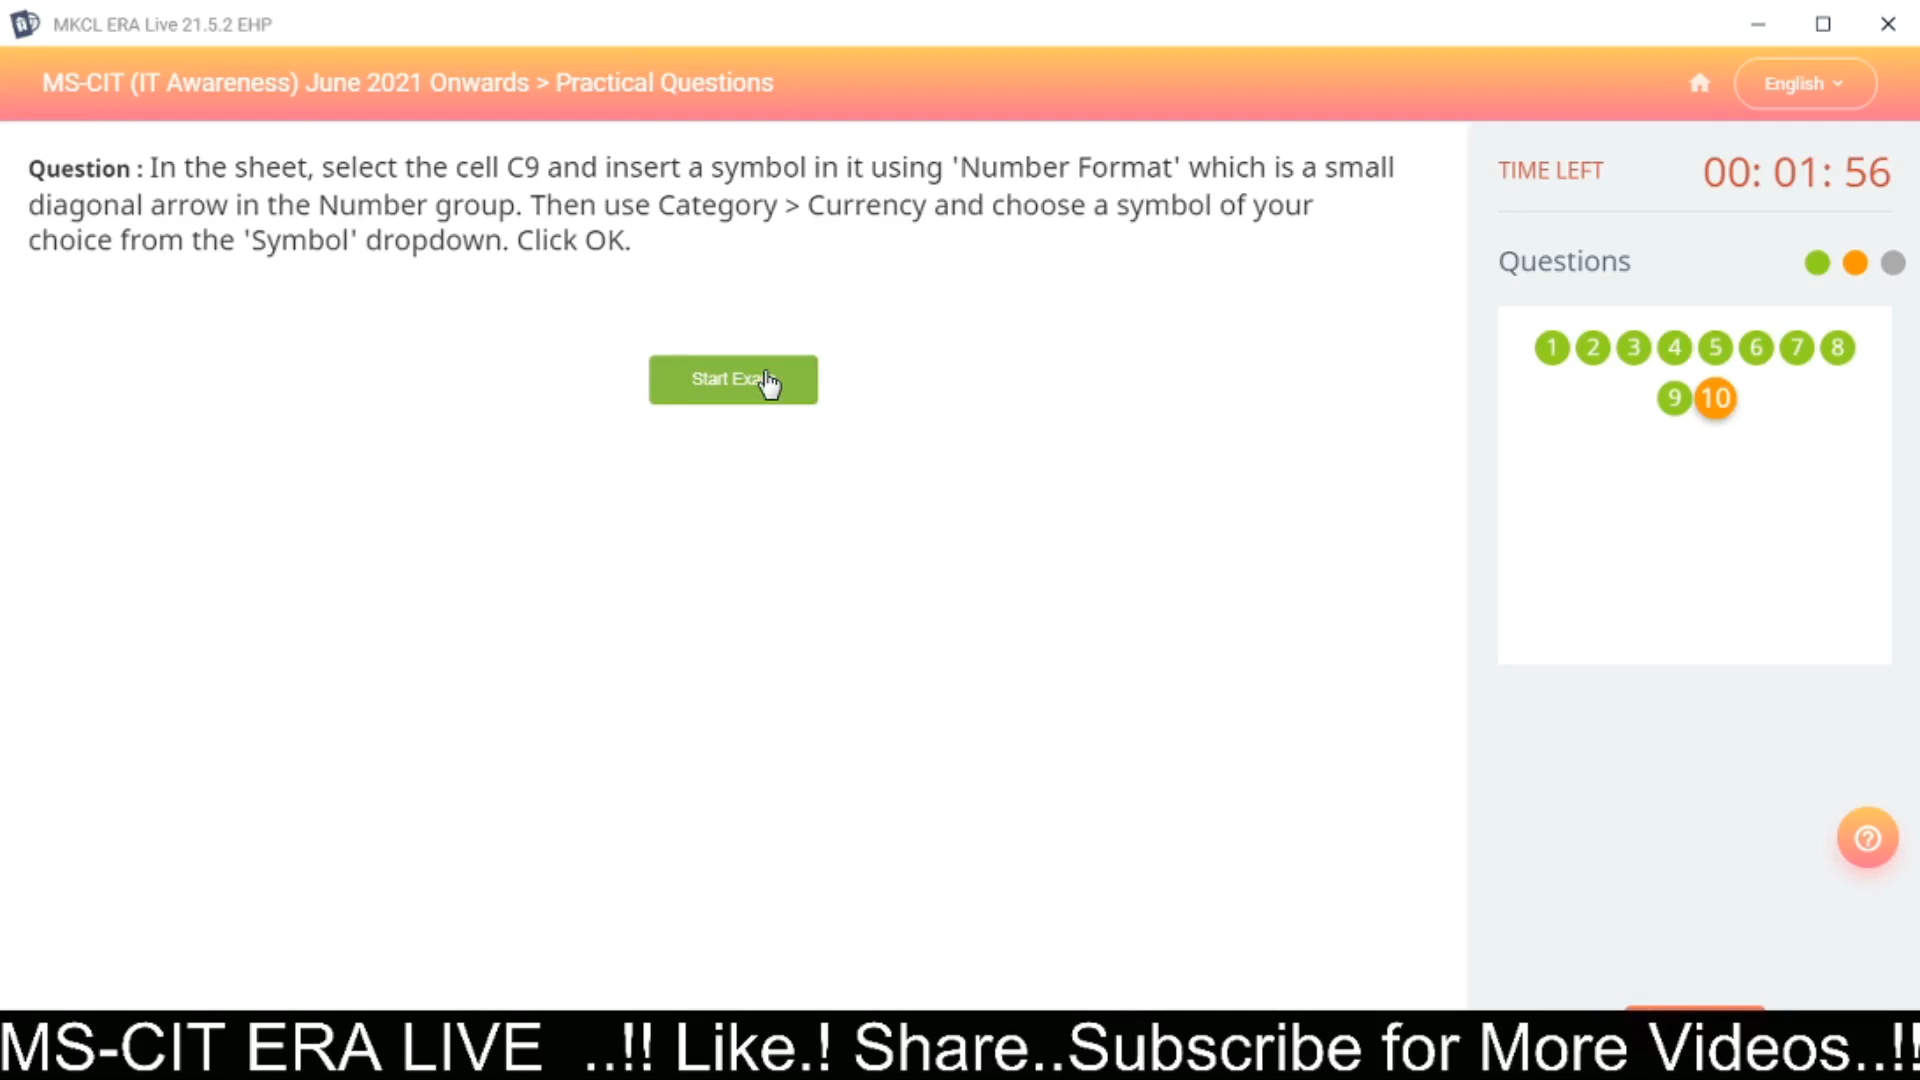 MKCL ERA Live 21.5.2 EHP
MS-CIT (IT Awareness) June 2021 Onwards > Practical Questions
English
Question : In the sheet, select the cell C9 and insert a symbol in it using 'Number Format' which is a small
diagonal arrow in the Number group. Then use Category > Currency and choose a symbol of your
choice from the 'Symbol' dropdown. Click OK.
TIME LEFT 00: 01: 56
Questions
Start
1 2 3 4 5 6 7 8
9 10
MS-CIT ERA LIVE ..!! Like.! Share..Subscribe for More Videos..!!